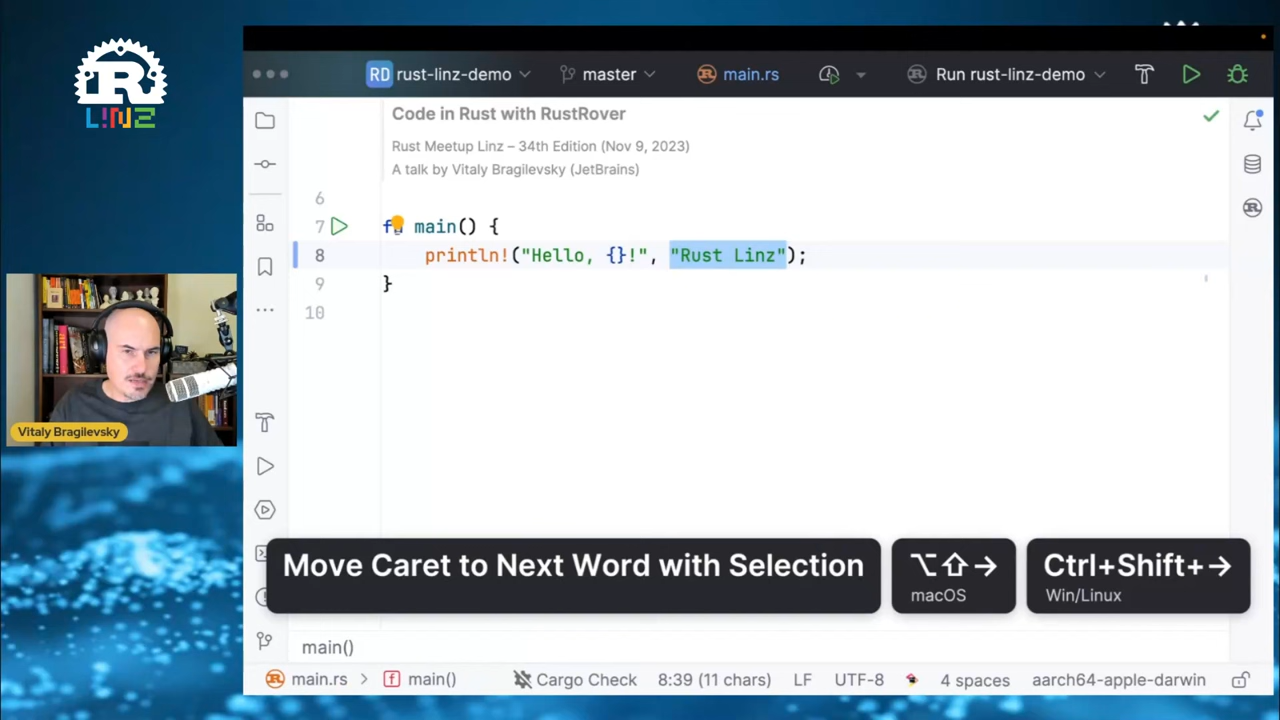 R
L!NZ
RD rust-linz-demo master main.rs Run rust-linz-demo
Code in Rust with RustRover
Rust Meetup Linz – 34th Edition (Nov 9, 2023)
A talk by Vitaly Bragilevsky (JetBrains)
6
7 fn main() {
8 println!("Hello, {}!", "Rust Linz");
9 }
10
Vitaly Bragilevsky
Move Caret to Next Word with Selection ⌥⇧→ Ctrl+Shift+→
macOS Win/Linux
main()
main.rs > f main() Cargo Check 8:39 (11 chars) LF UTF-8 4 spaces aarch64-apple-darwin